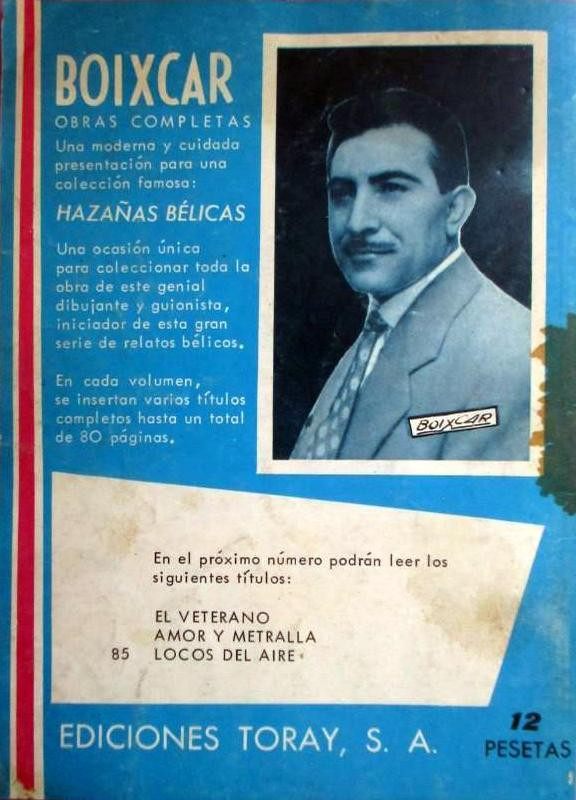 BOIXCAR
OBRAS COMPLETAS
Una moderna y cuidada
presentación para una
colección famosa:
HAZAÑAS BÉLICAS
Una ocasión única
para coleccionar toda la
obra de este genial
dibujante y guionista,
iniciador de esta gran
serie de relatos bélicos.
En cada volumen,
se insertan varios títulos
completos hasta un total
de 80 páginas.
BOIXCAR
En el próximo número podrán leer los
siguientes títulos:
EL VETERANO
AMOR Y METRALLA
85 LOCOS DEL AIRE
EDICIONES TORAY, S. A.
12
PESETAS